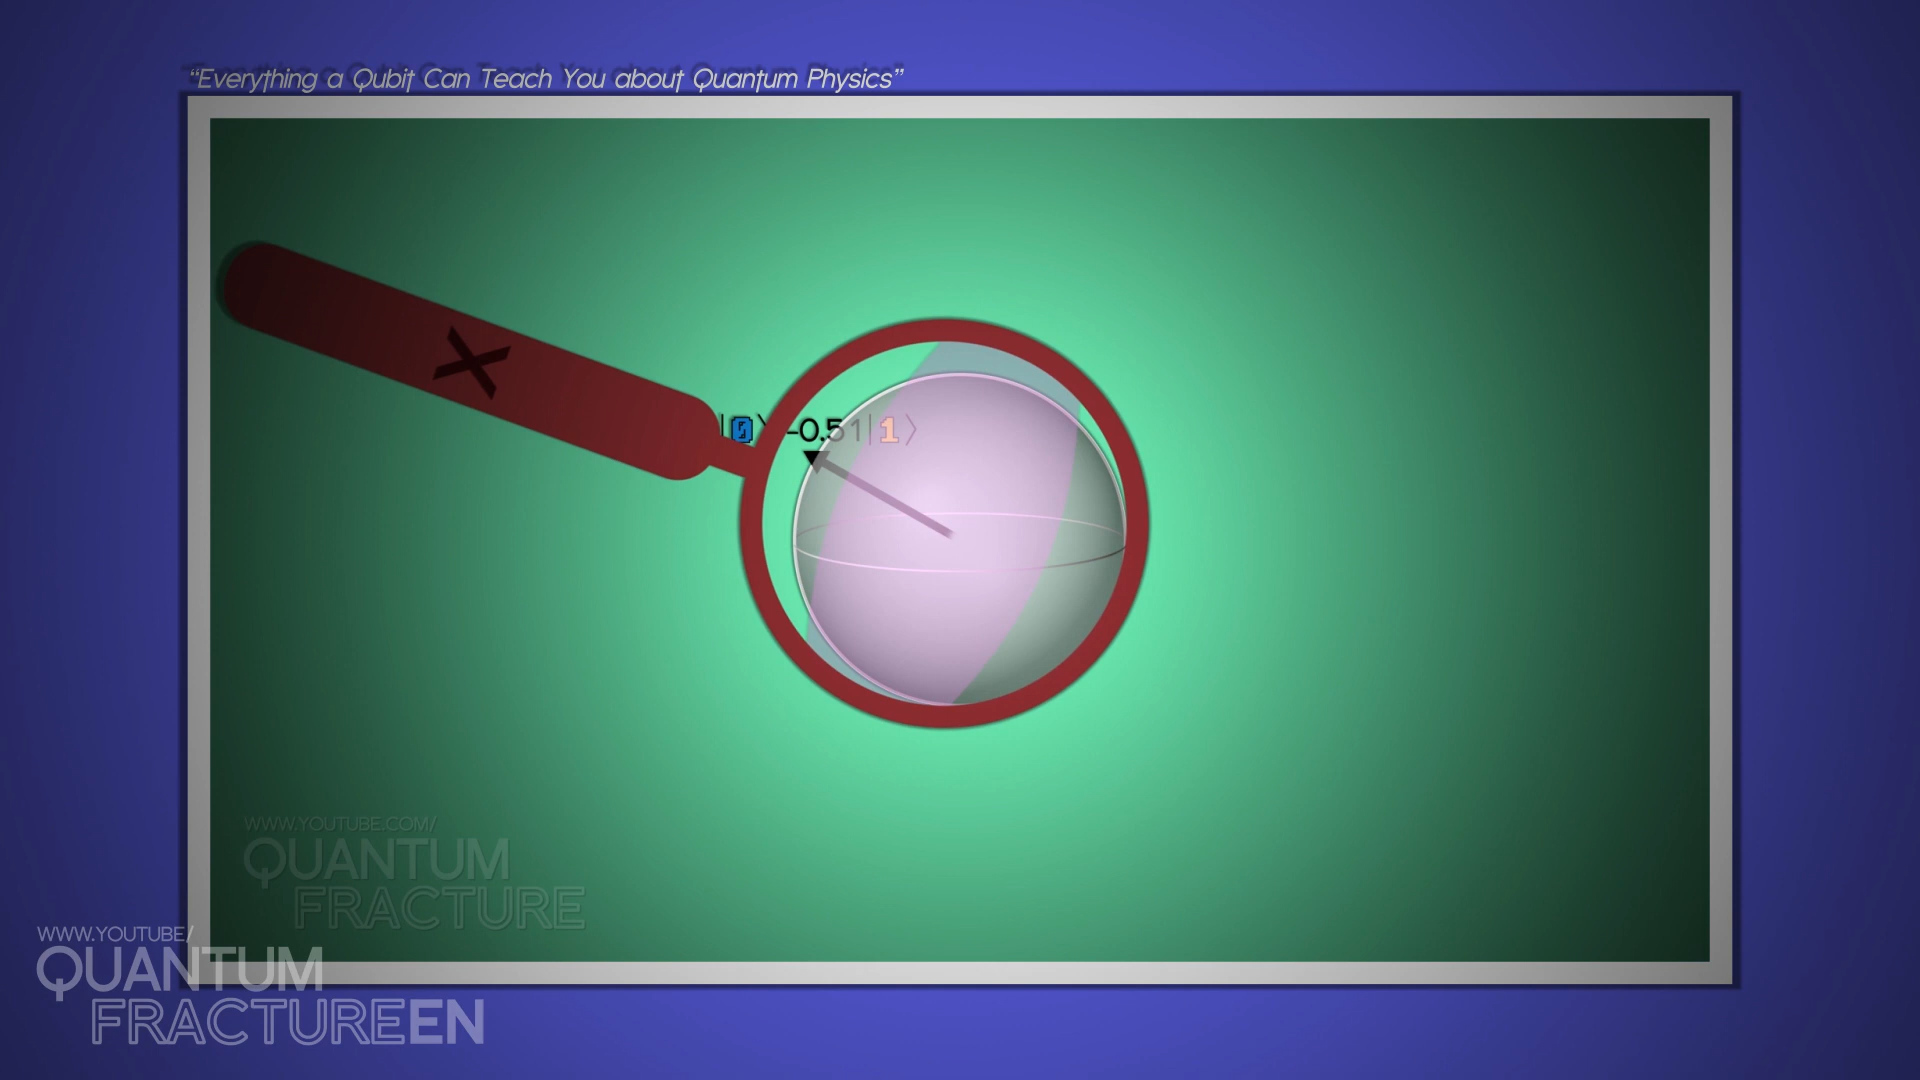 “Everything a Qubit Can Teach You about Quantum Physics”
X
|0⟩ -0.51|1⟩
WWW.YOUTUBE.COM/
QUANTUM
FRACTURE
WWW.YOUTUBE/
QUANTUM
FRACTUREEN